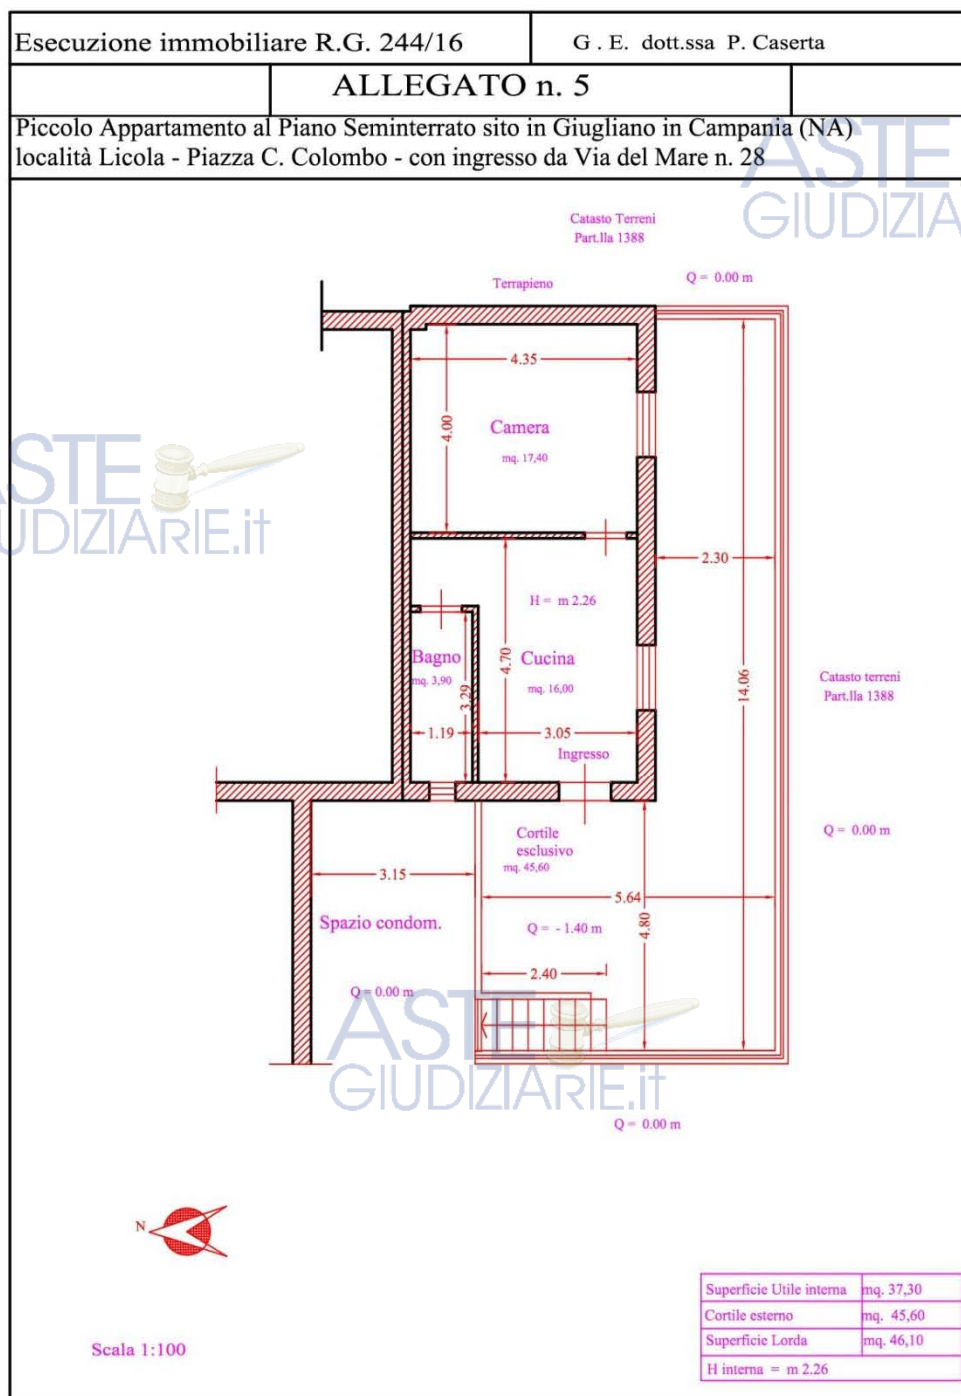 Esecuzione immobiliare R.G. 244/16
G . E. dott.ssa P. Caserta
ALLEGATO n. 5
Piccolo Appartamento al Piano Seminterrato sito in Giugliano in Campania (NA)
località Licola - Piazza C. Colombo - con ingresso da Via del Mare n. 28
ASTE
GIUDIZIA
Catasto Terreni
Part.lla 1388
Terrapieno
Q = 0.00 m
4.35
4.00
Camera
mq. 17,40
STE
UDIZIARIE.it
2.30
H = m 2.26
Bagno
mq. 3,90
3.29
4.70
Cucina
mq. 16,00
14.06
Catasto terreni
Part.lla 1388
1.19
3.05
Ingresso
Cortile
esclusivo
mq. 45,60
Q = 0.00 m
3.15
5.64
4.80
Spazio condom.
Q = - 1.40 m
2.40
Q = 0.00 m
ASTE
GIUDIZIARIE.it
Q = 0.00 m
N
Superficie Utile interna mq. 37,30
Cortile esterno mq. 45,60
Superficie Lorda mq. 46,10
H interna = m 2.26
Scala 1:100